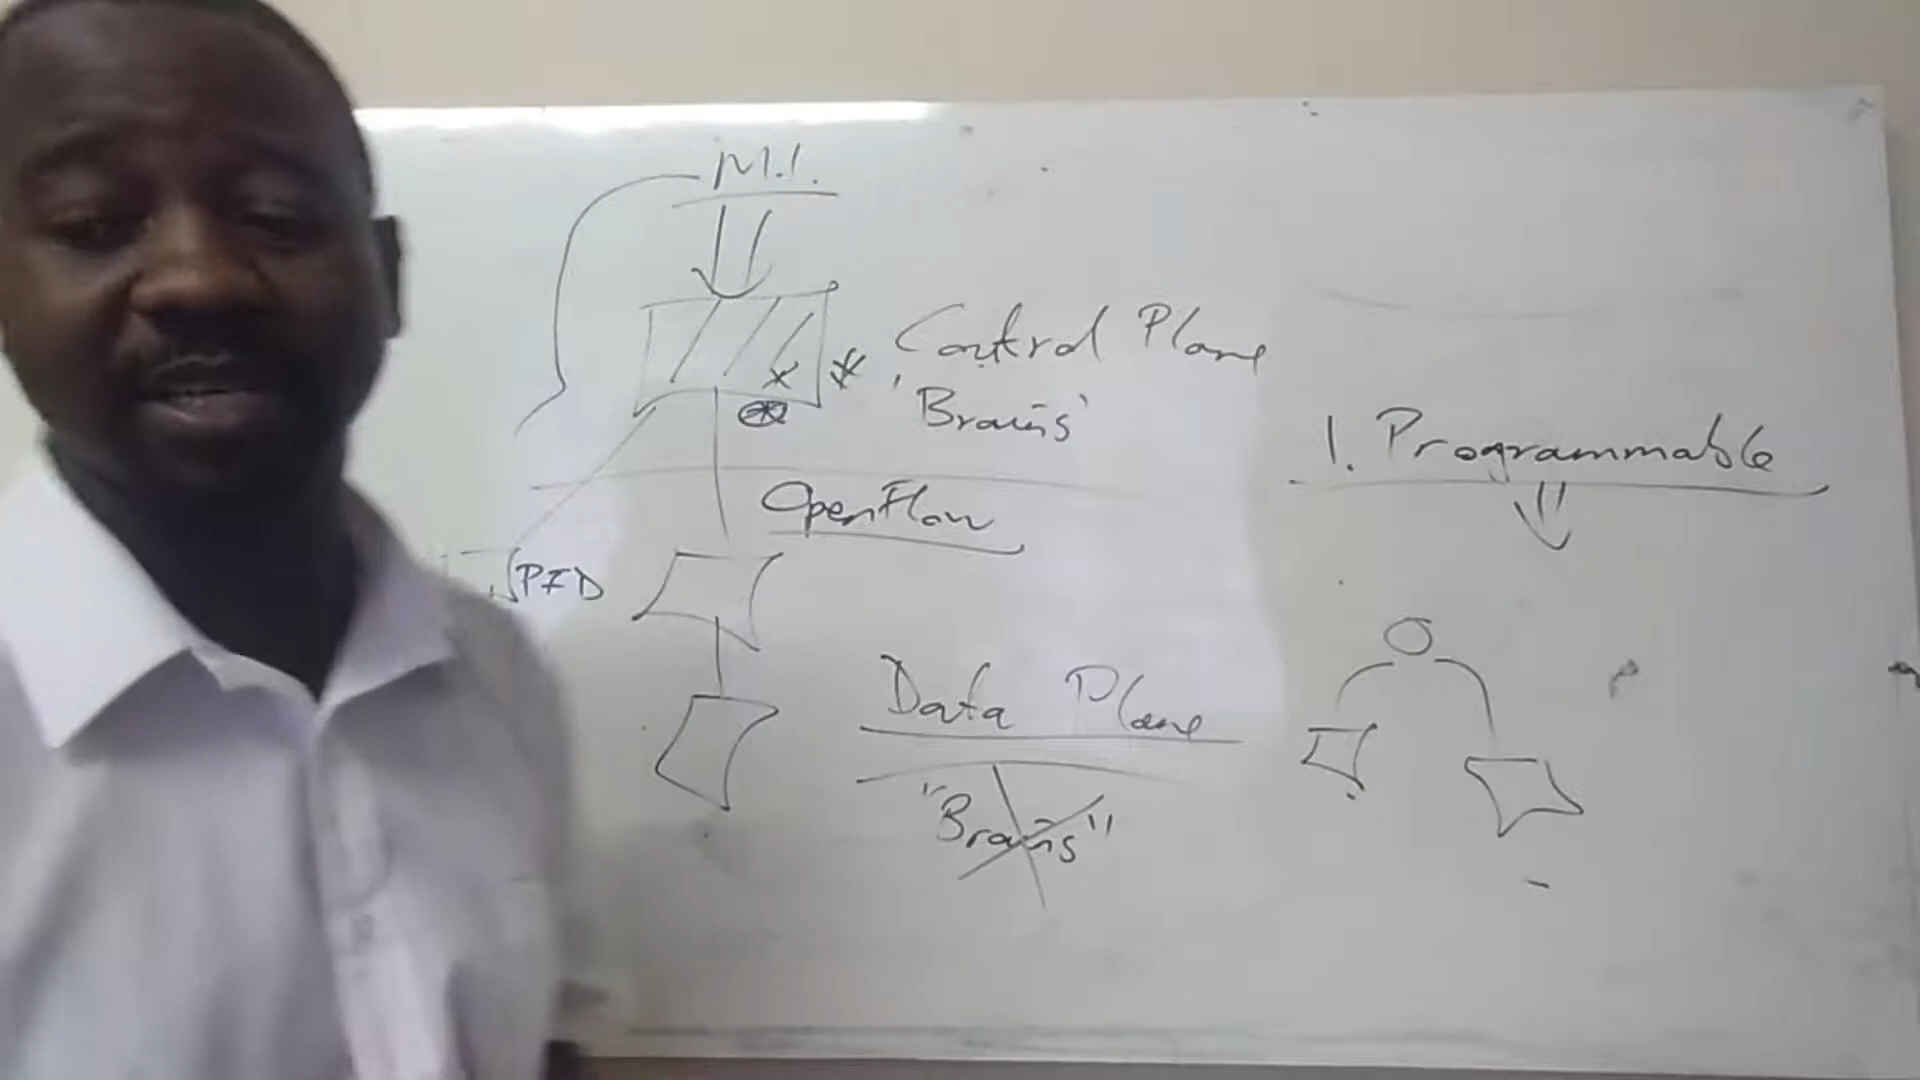 M.I.
Control Plane
'Brains'
1. Programmable
OpenFlow
PFD
Data Plane
"Brains"